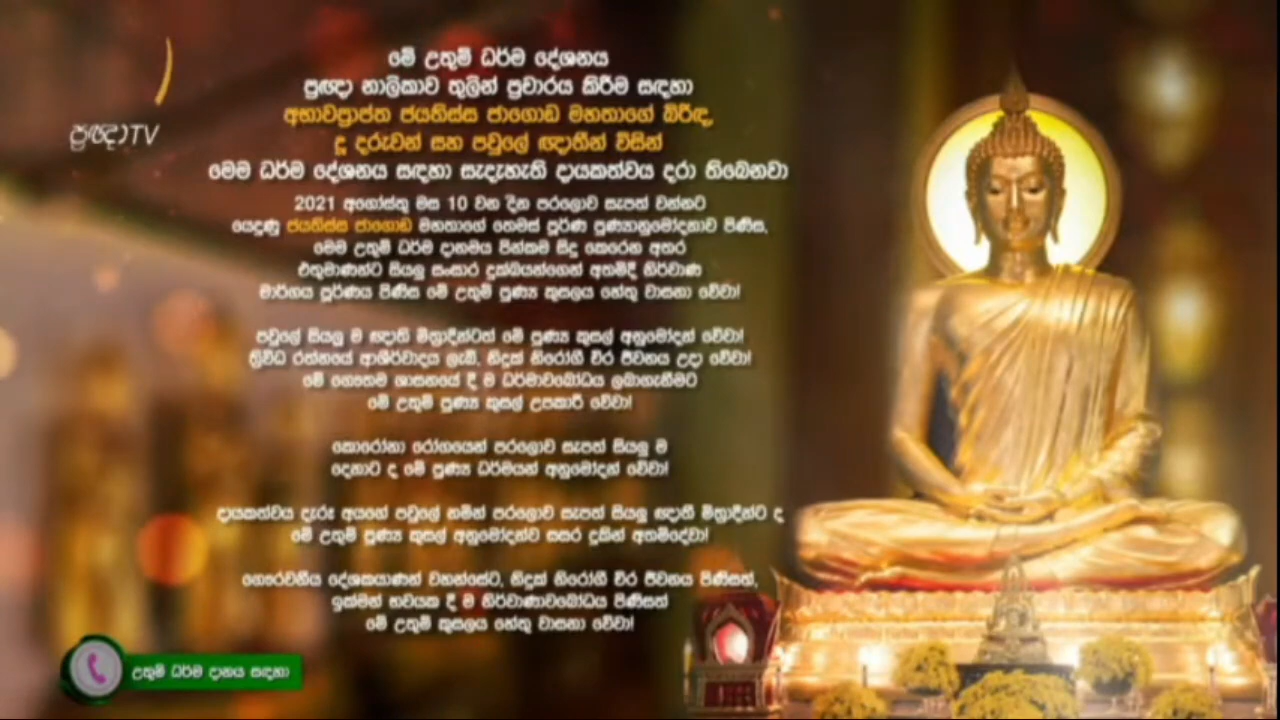 ප්‍රඥාTV
මේ උතුම් ධර්ම දේශනය
ප්‍රඥා නාලිකාව තුලින් ප්‍රචාරය කිරීම සඳහා
අභාවප්‍රාප්ත ජයතිස්ස ජාගොඩ මහතාගේ බිරිඳ,
දූ දරුවන් සහ පවුලේ ඥාතීන් විසින්
මෙම ධර්ම දේශනය සඳහා සැදැහැති දායකත්වය දරා තිබෙනවා
2021 අගෝස්තු මස 10 වන දින පරලොව සැපත් වන්නට
යෙදුණු ජයතිස්ස ජාගොඩ මහතාගේ තෙමස් පූර්ණ පුණ්‍යානුමෝදනාව පිණිස,
මෙම උතුම් ධර්ම දානමය පින්කම සිදු කෙරෙන අතර
එතුමාණන්ට සියලු සංසාර දුක්ඛයන්ගෙන් අතමිදී නිර්වාණ
මාර්ගය පූර්ණය පිණිස මේ උතුම් පුණ්‍ය කුසලය හේතු වාසනා වේවා!
පවුලේ සියලු ම ඥාති මිත්‍රාදීන්ටත් මේ පුණ්‍ය කුසල් අනුමෝදන් වේවා!
ත්‍රිවිධ රත්නයේ ආශීර්වාදය ලැබී, නිදුක් නිරෝගී චිර ජීවනය උදා වේවා!
මේ ගෞතම ශාසනයේ දී ම ධර්මාවබෝධය ලබාගැනීමට
මේ උතුම් පුණ්‍ය කුසල් උපකාරී වේවා!
කොරෝනා රෝගයෙන් පරලොව සැපත් සියලු ම
දෙනාට ද මේ පුණ්‍ය ධර්මයන් අනුමෝදන් වේවා!
දායකත්වය දැරූ අයගේ පවුලේ නමින් පරලොව සැපත් සියලු ඥාතී මිත්‍රාදීන්ට ද
මේ උතුම් පුණ්‍ය කුසල් අනුමෝදන්ව සසර දුකින් අතමිදේවා!
ගෞරවනීය දේශකයාණන් වහන්සේට, නිදුක් නිරෝගී චිර ජීවනය පිණිසත්,
ඉක්මන් භවයක දී ම නිර්වාණාවබෝධය පිණිසත්
මේ උතුම් කුසලය හේතු වාසනා වේවා!
උතුම් ධර්ම දානය සඳහා